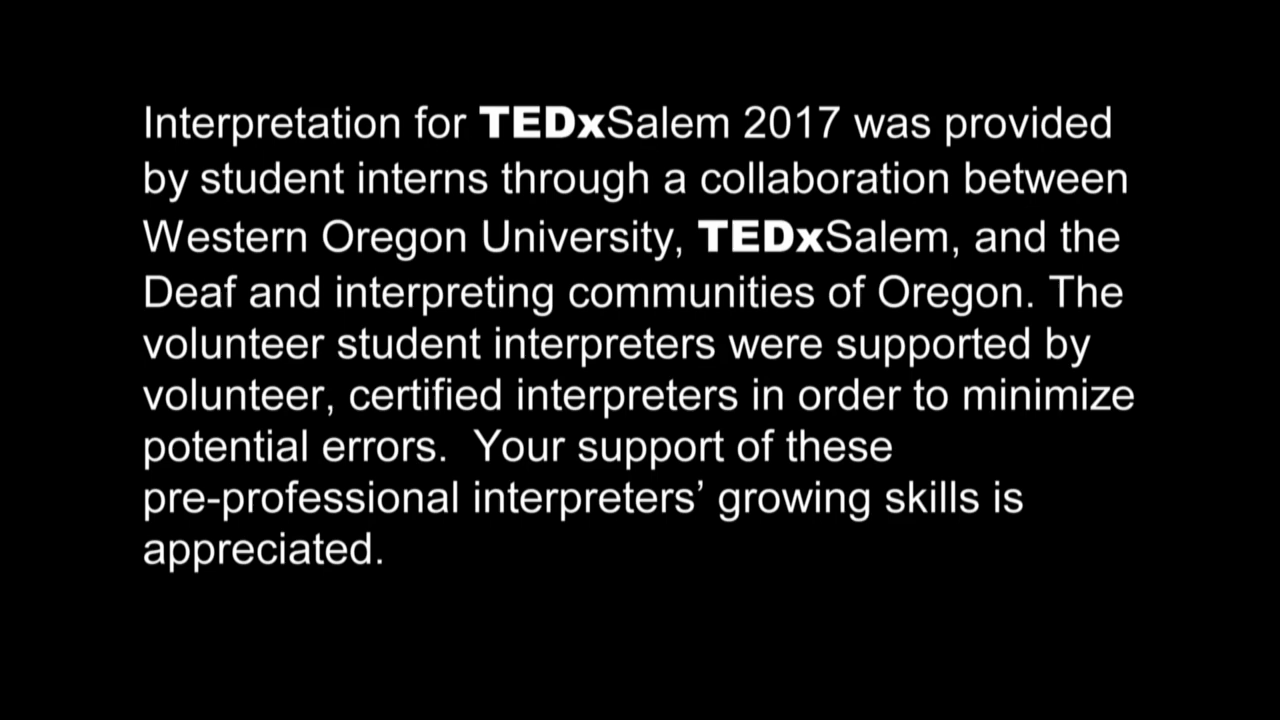 Interpretation for TEDxSalem 2017 was provided
by student interns through a collaboration between
Western Oregon University, TEDxSalem, and the
Deaf and interpreting communities of Oregon. The
volunteer student interpreters were supported by
volunteer, certified interpreters in order to minimize
potential errors.  Your support of these
pre-professional interpreters’ growing skills is
appreciated.